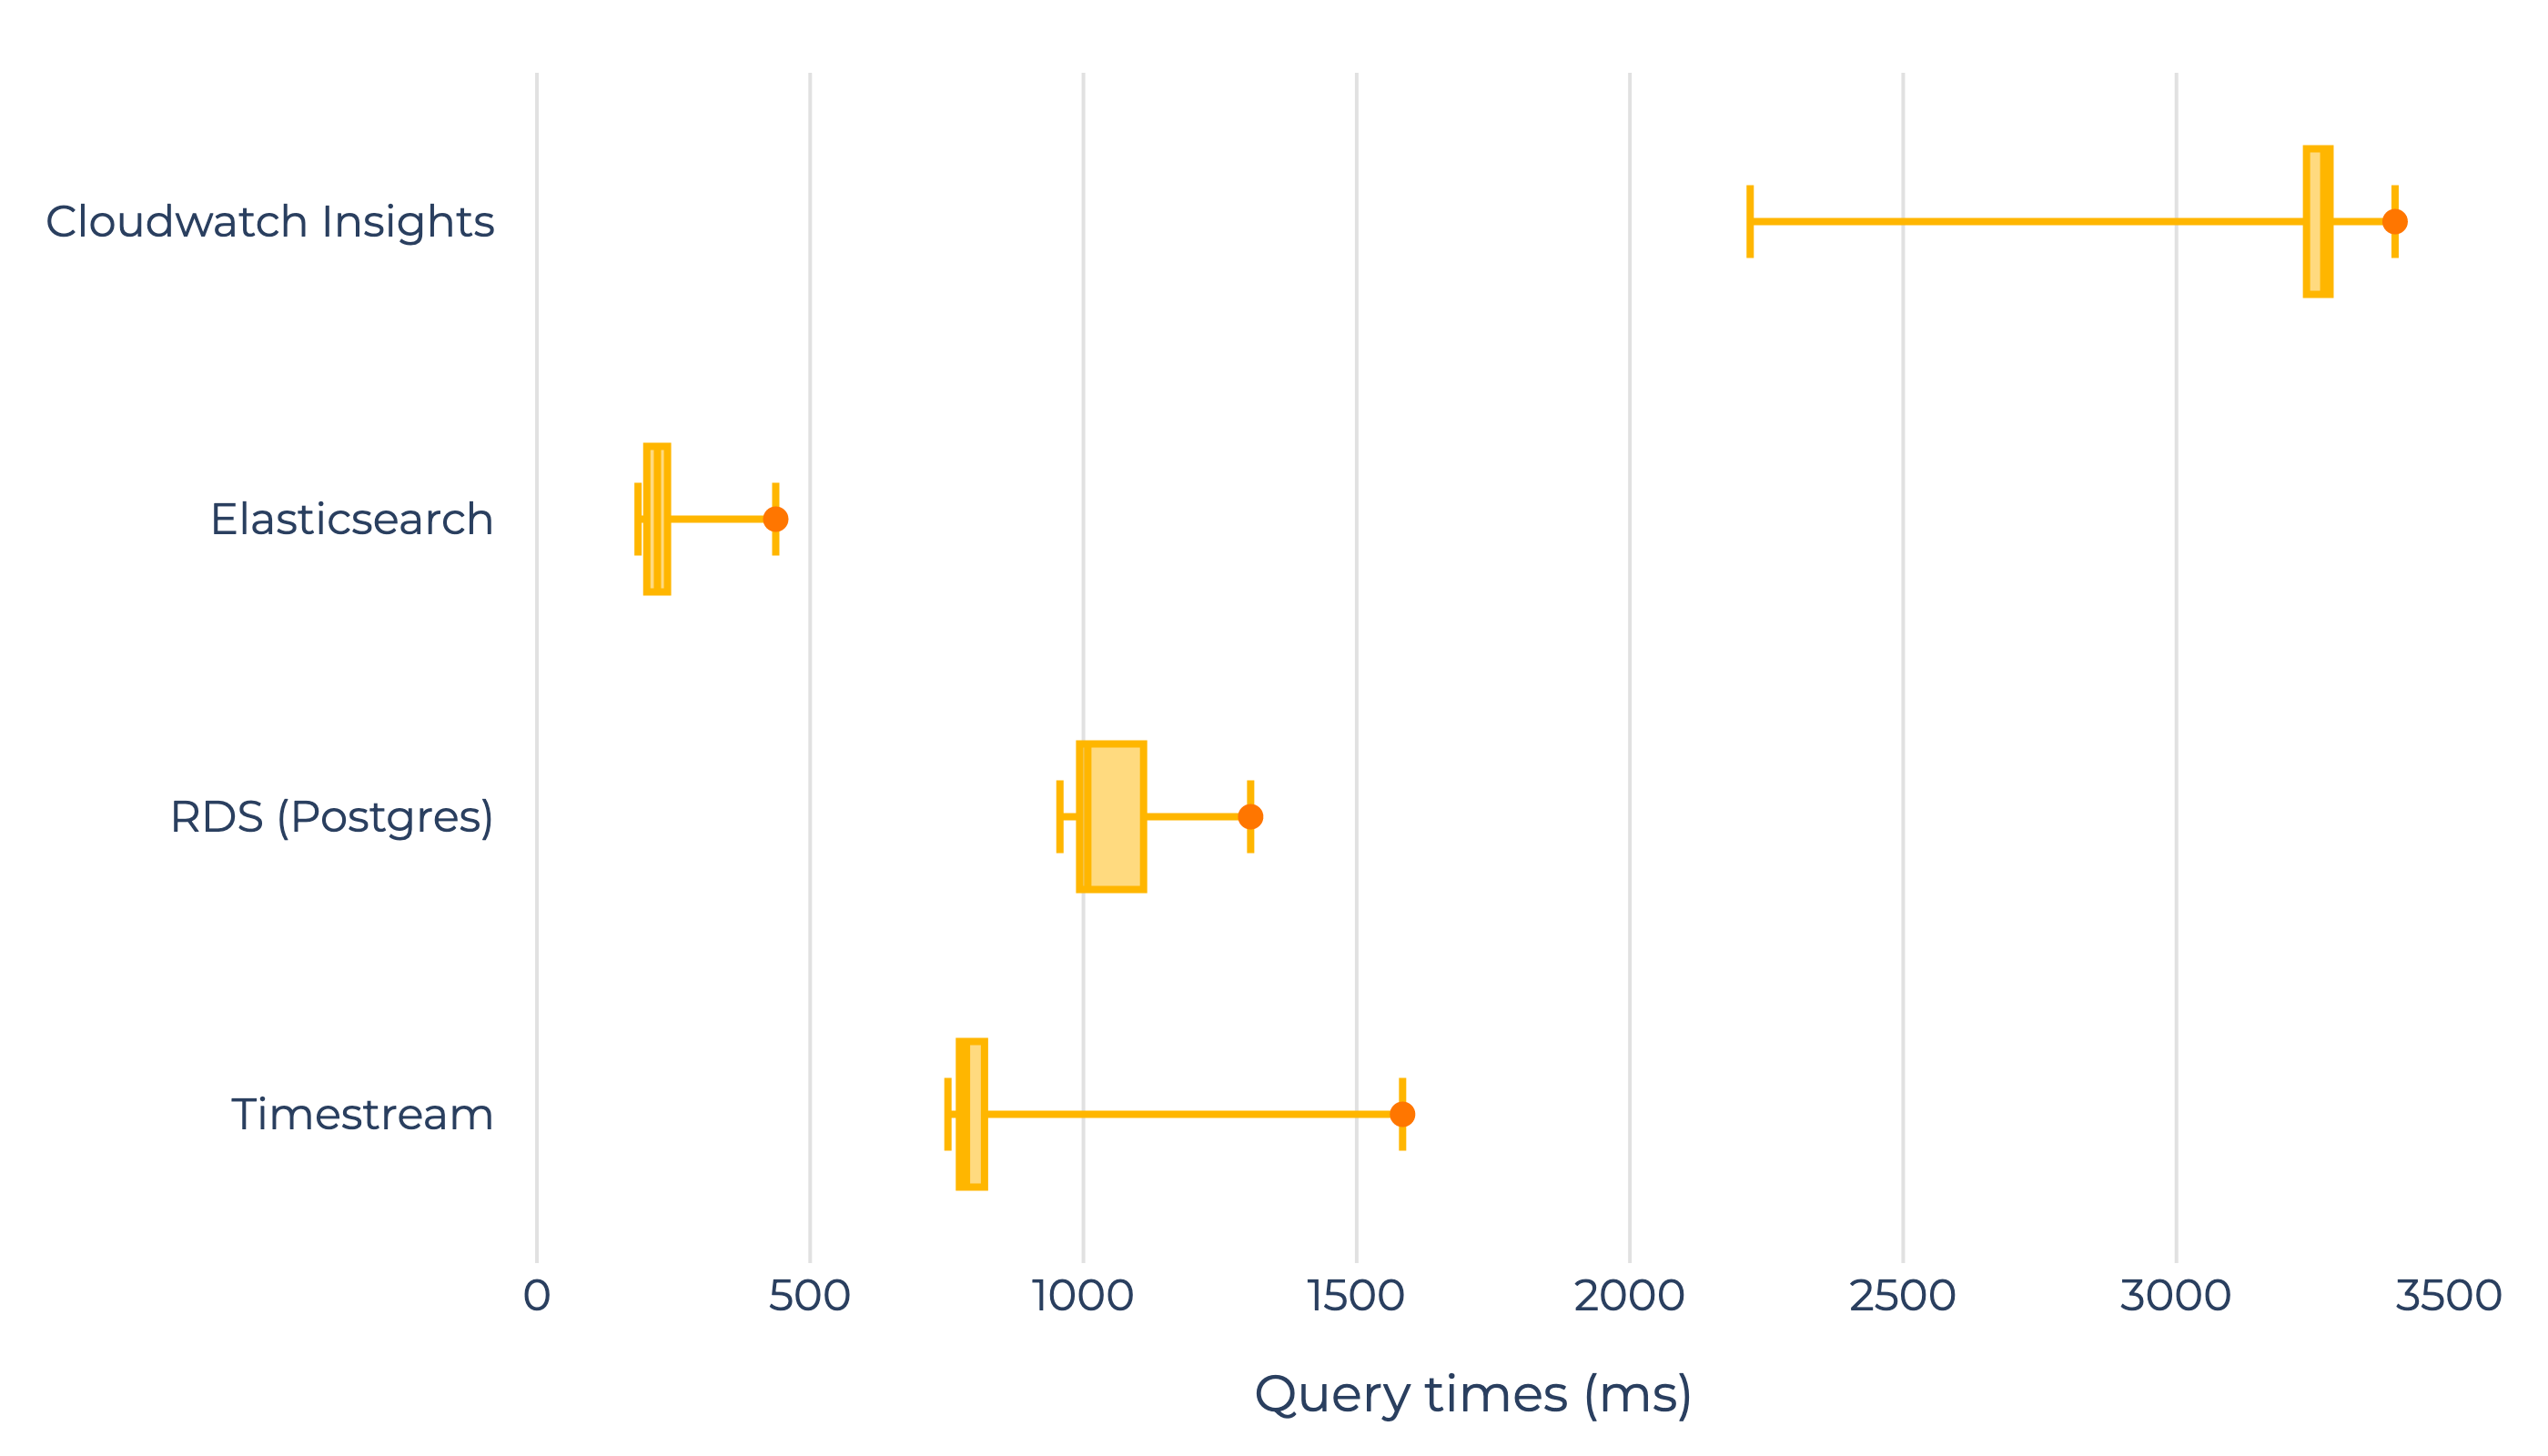 Cloudwatch Insights
Elasticsearch
RDS (Postgres)
Timestream
0 500 1000 1500 2000 2500 3000 3500
Query times (ms)